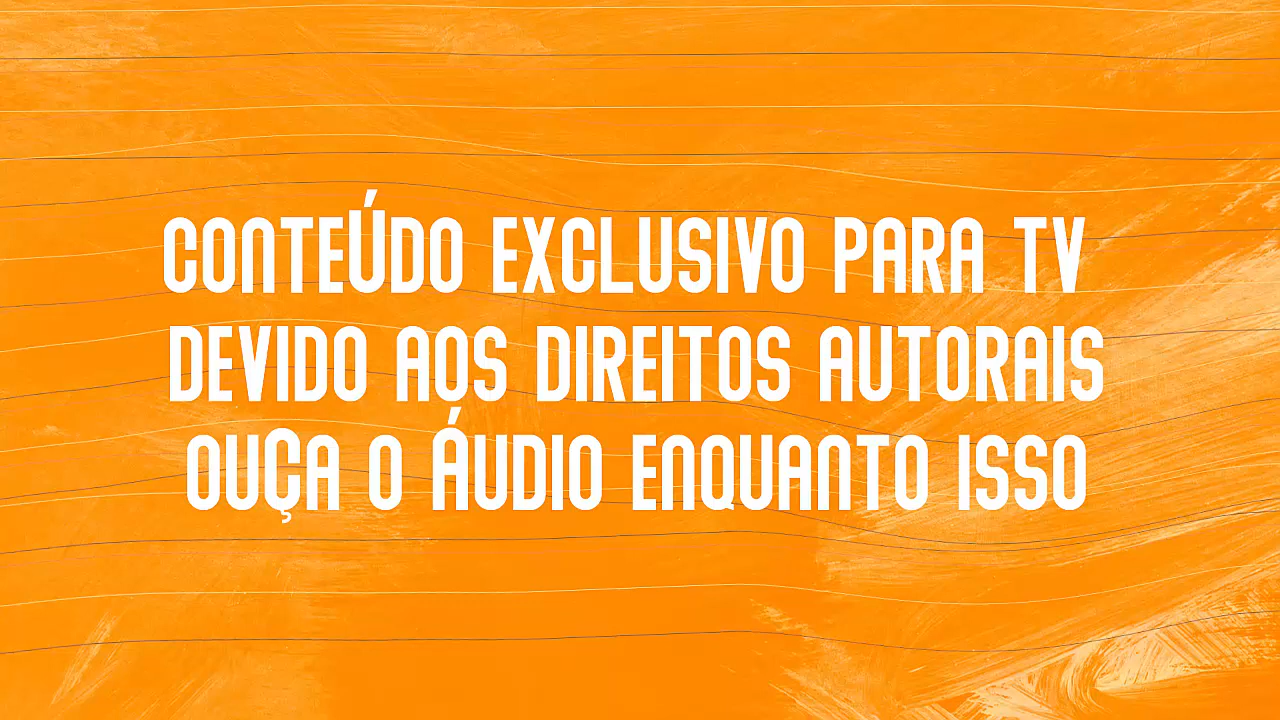 CONTEÚDO EXCLUSIVO PARA TV
DEVIDO AOS DIREITOS AUTORAIS
OUÇA O ÁUDIO ENQUANTO ISSO